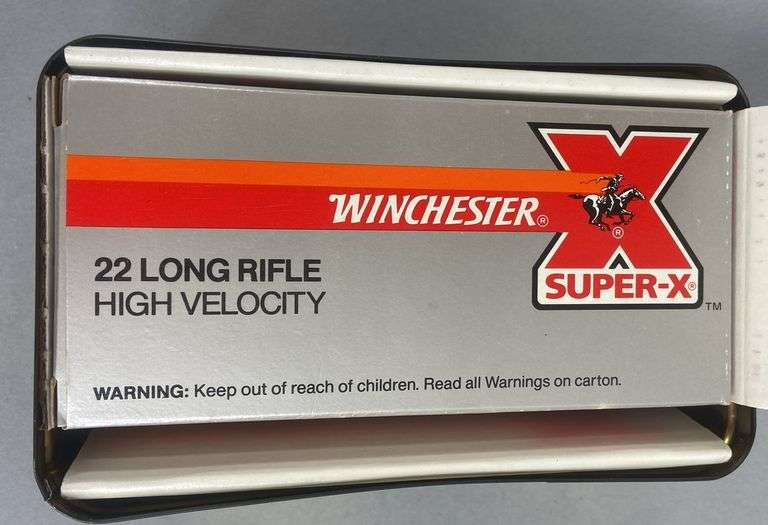 WINCHESTER®
®
SUPER-X®
TM
22 LONG RIFLE
HIGH VELOCITY
WARNING: Keep out of reach of children. Read all Warnings on carton.